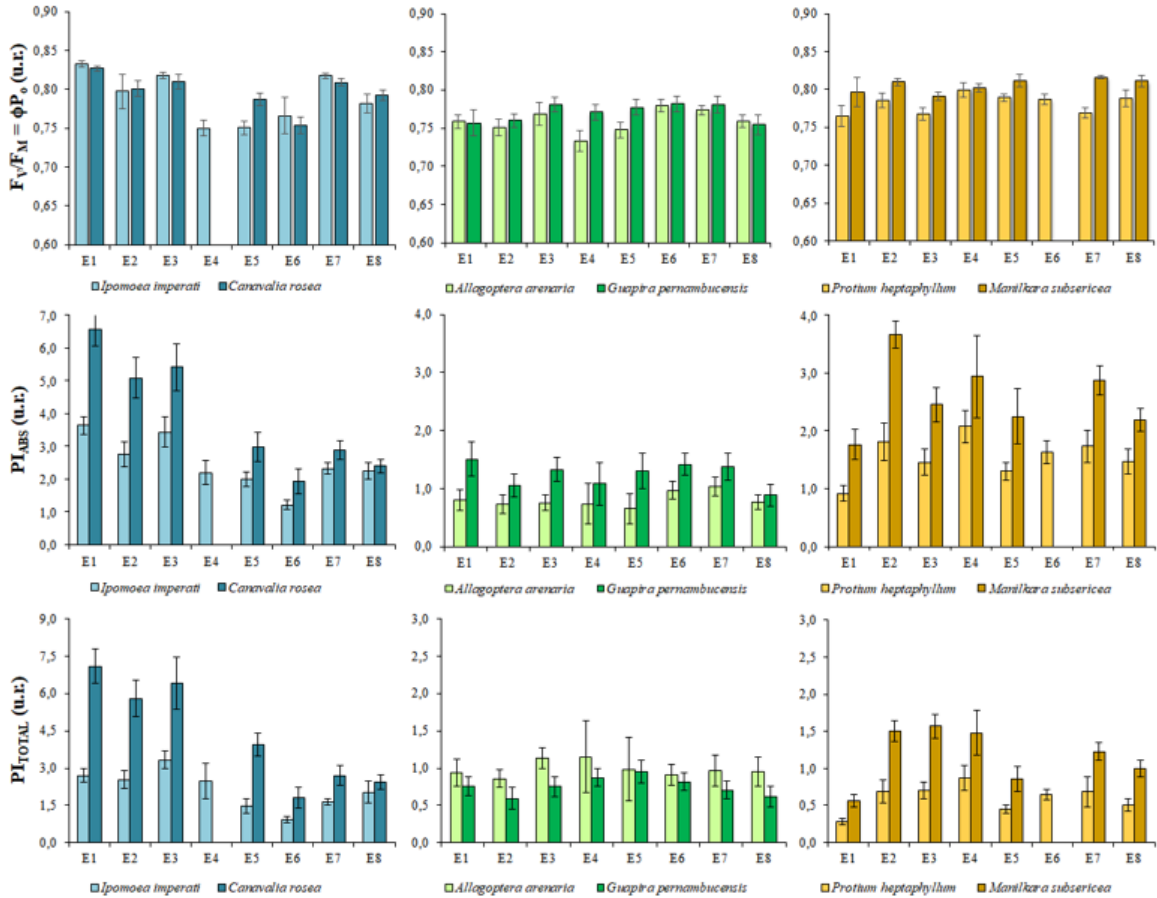 F_V/F_M = ϕP_o (u.r.)
0,90 0,85 0,80 0,75 0,70 0,65 0,60
E1 E2 E3 E4 E5 E6 E7 E8
Ipomoea imperati Canavalia rosea
0,90 0,85 0,80 0,75 0,70 0,65 0,60
E1 E2 E3 E4 E5 E6 E7 E8
Allagoptera arenaria Guapira pernambucensis
0,90 0,85 0,80 0,75 0,70 0,65 0,60
E1 E2 E3 E4 E5 E6 E7 E8
Protium heptaphyllum Manilkara subsericea
PI_ABS (u.r.)
7,0 6,0 5,0 4,0 3,0 2,0 1,0 0,0
E1 E2 E3 E4 E5 E6 E7 E8
Ipomoea imperati Canavalia rosea
4,0 3,0 2,0 1,0 0,0
E1 E2 E3 E4 E5 E6 E7 E8
Allagoptera arenaria Guapira pernambucensis
4,0 3,0 2,0 1,0 0,0
E1 E2 E3 E4 E5 E6 E7 E8
Protium heptaphyllum Manilkara subsericea
PI_TOTAL (u.r.)
9,0 7,5 6,0 4,5 3,0 1,5 0,0
E1 E2 E3 E4 E5 E6 E7 E8
Ipomoea imperati Canavalia rosea
3,0 2,5 2,0 1,5 1,0 0,5 0,0
E1 E2 E3 E4 E5 E6 E7 E8
Allagoptera arenaria Guapira pernambucensis
3,0 2,5 2,0 1,5 1,0 0,5 0,0
E1 E2 E3 E4 E5 E6 E7 E8
Protium heptaphyllum Manilkara subsericea